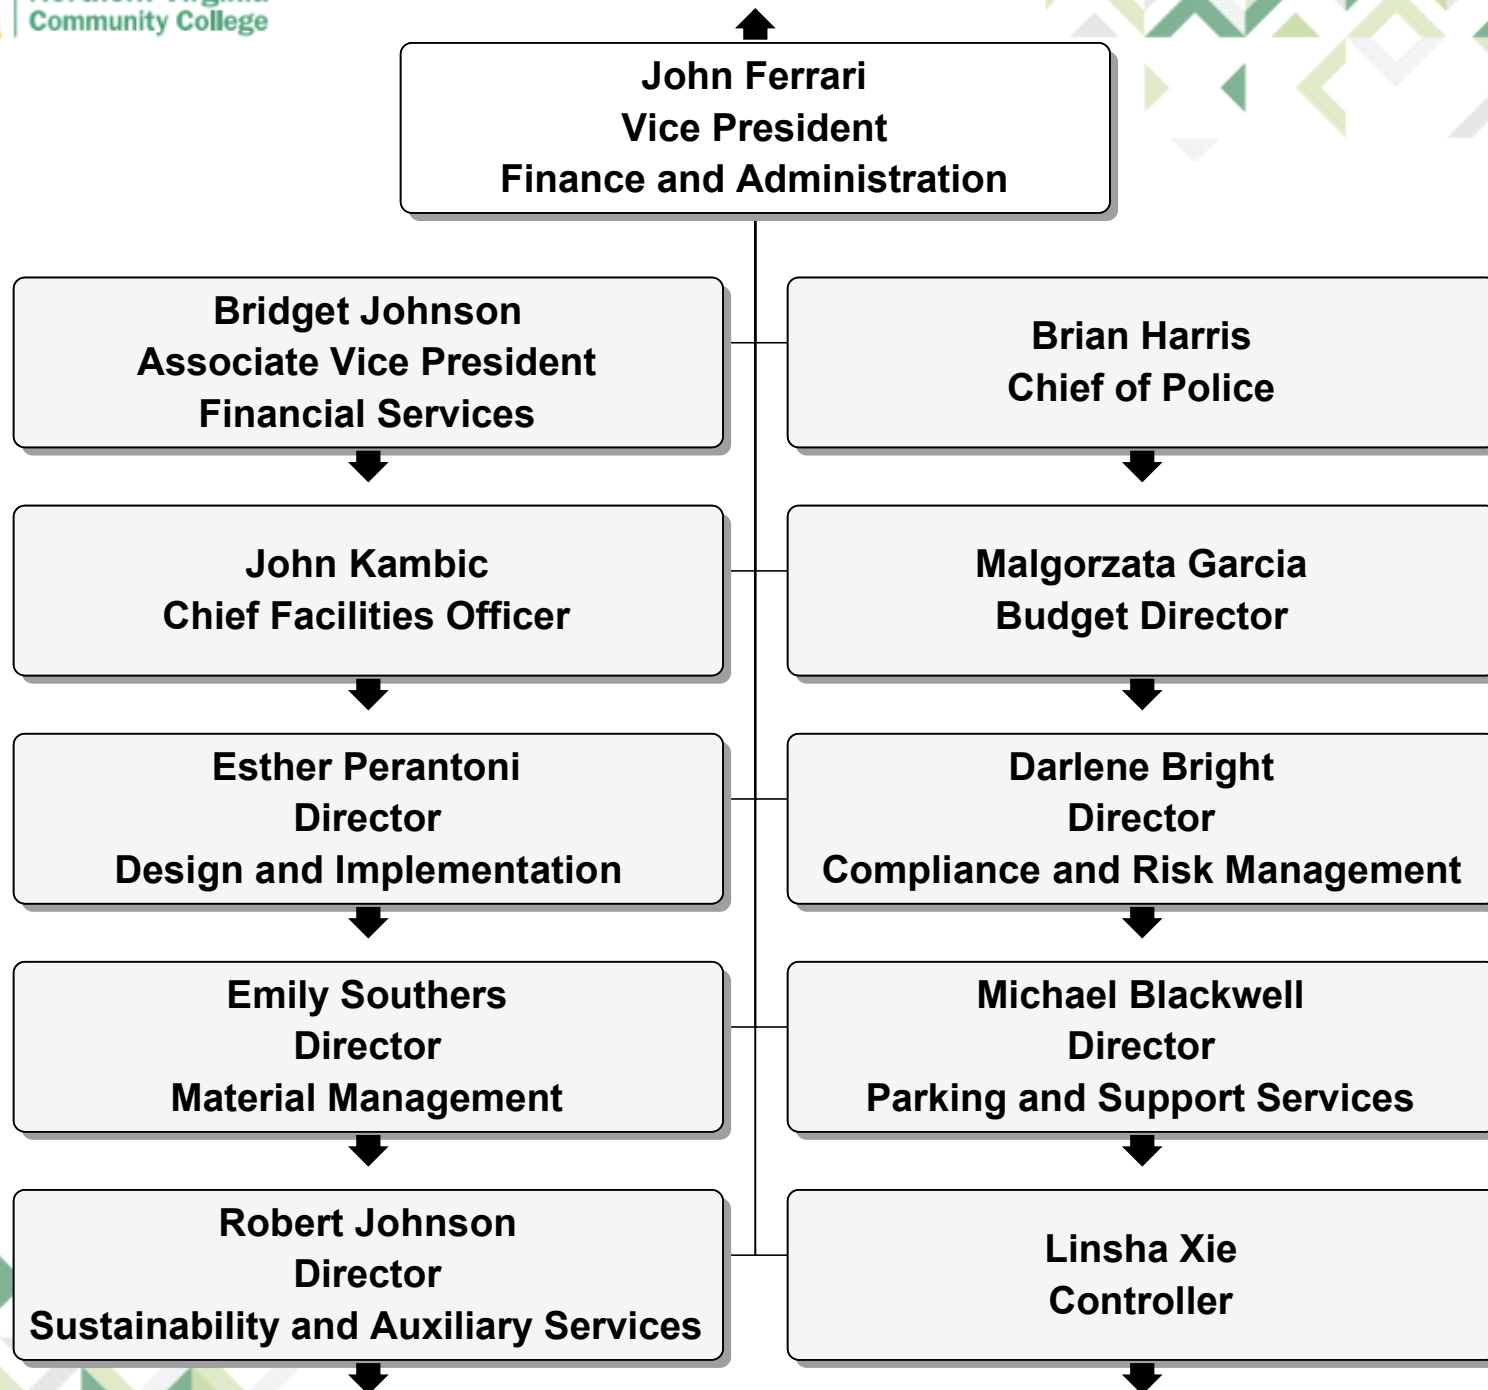 Northern Virginia
Community College
John Ferrari
Vice President
Finance and Administration
Bridget Johnson
Associate Vice President
Financial Services
Brian Harris
Chief of Police
John Kambic
Chief Facilities Officer
Malgorzata Garcia
Budget Director
Esther Perantoni
Director
Design and Implementation
Darlene Bright
Director
Compliance and Risk Management
Emily Southers
Director
Material Management
Michael Blackwell
Director
Parking and Support Services
Robert Johnson
Director
Sustainability and Auxiliary Services
Linsha Xie
Controller